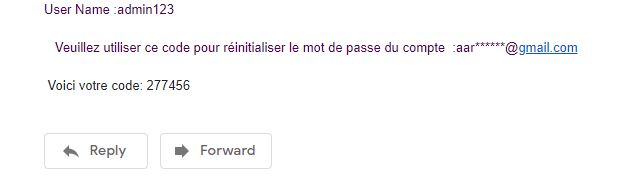 User Name :admin123
Veuillez utiliser ce code pour réinitialiser le mot de passe du compte :aar******@gmail.com
Voici votre code: 277456
Reply Forward